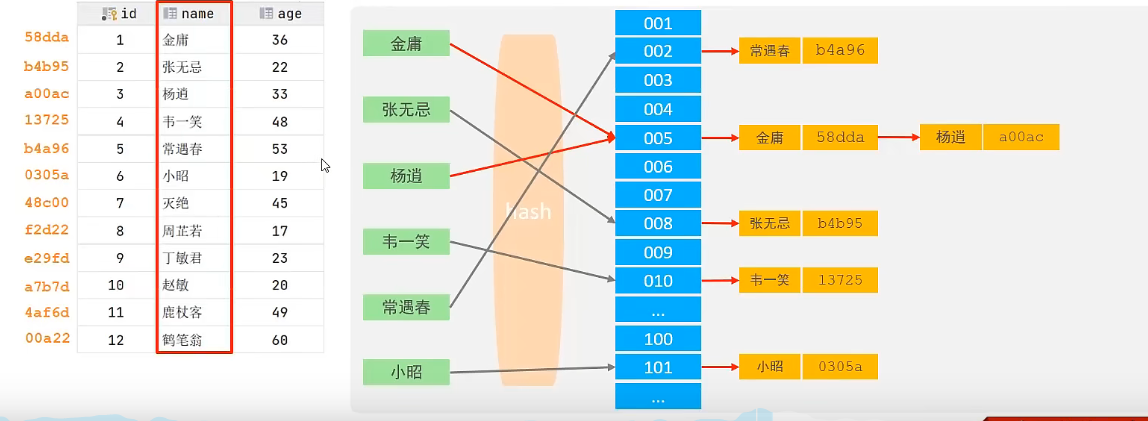 id name age
58dda 1 金庸 36
b4b95 2 张无忌 22
a00ac 3 杨逍 33
13725 4 韦一笑 48
b4a96 5 常遇春 53
0305a 6 小昭 19
48c00 7 灭绝 45
f2d22 8 周芷若 17
e29fd 9 丁敏君 23
a7b7d 10 赵敏 20
4af6d 11 鹿杖客 49
00a22 12 鹤笔翁 60
金庸
张无忌
杨逍
韦一笑
常遇春
小昭
Hash
001
002 常遇春 b4a96
003
004
005 金庸 58dda 杨逍 a00ac
006
007
008 张无忌 b4b95
009
010 韦一笑 13725
...
100
101 小昭 0305a
...